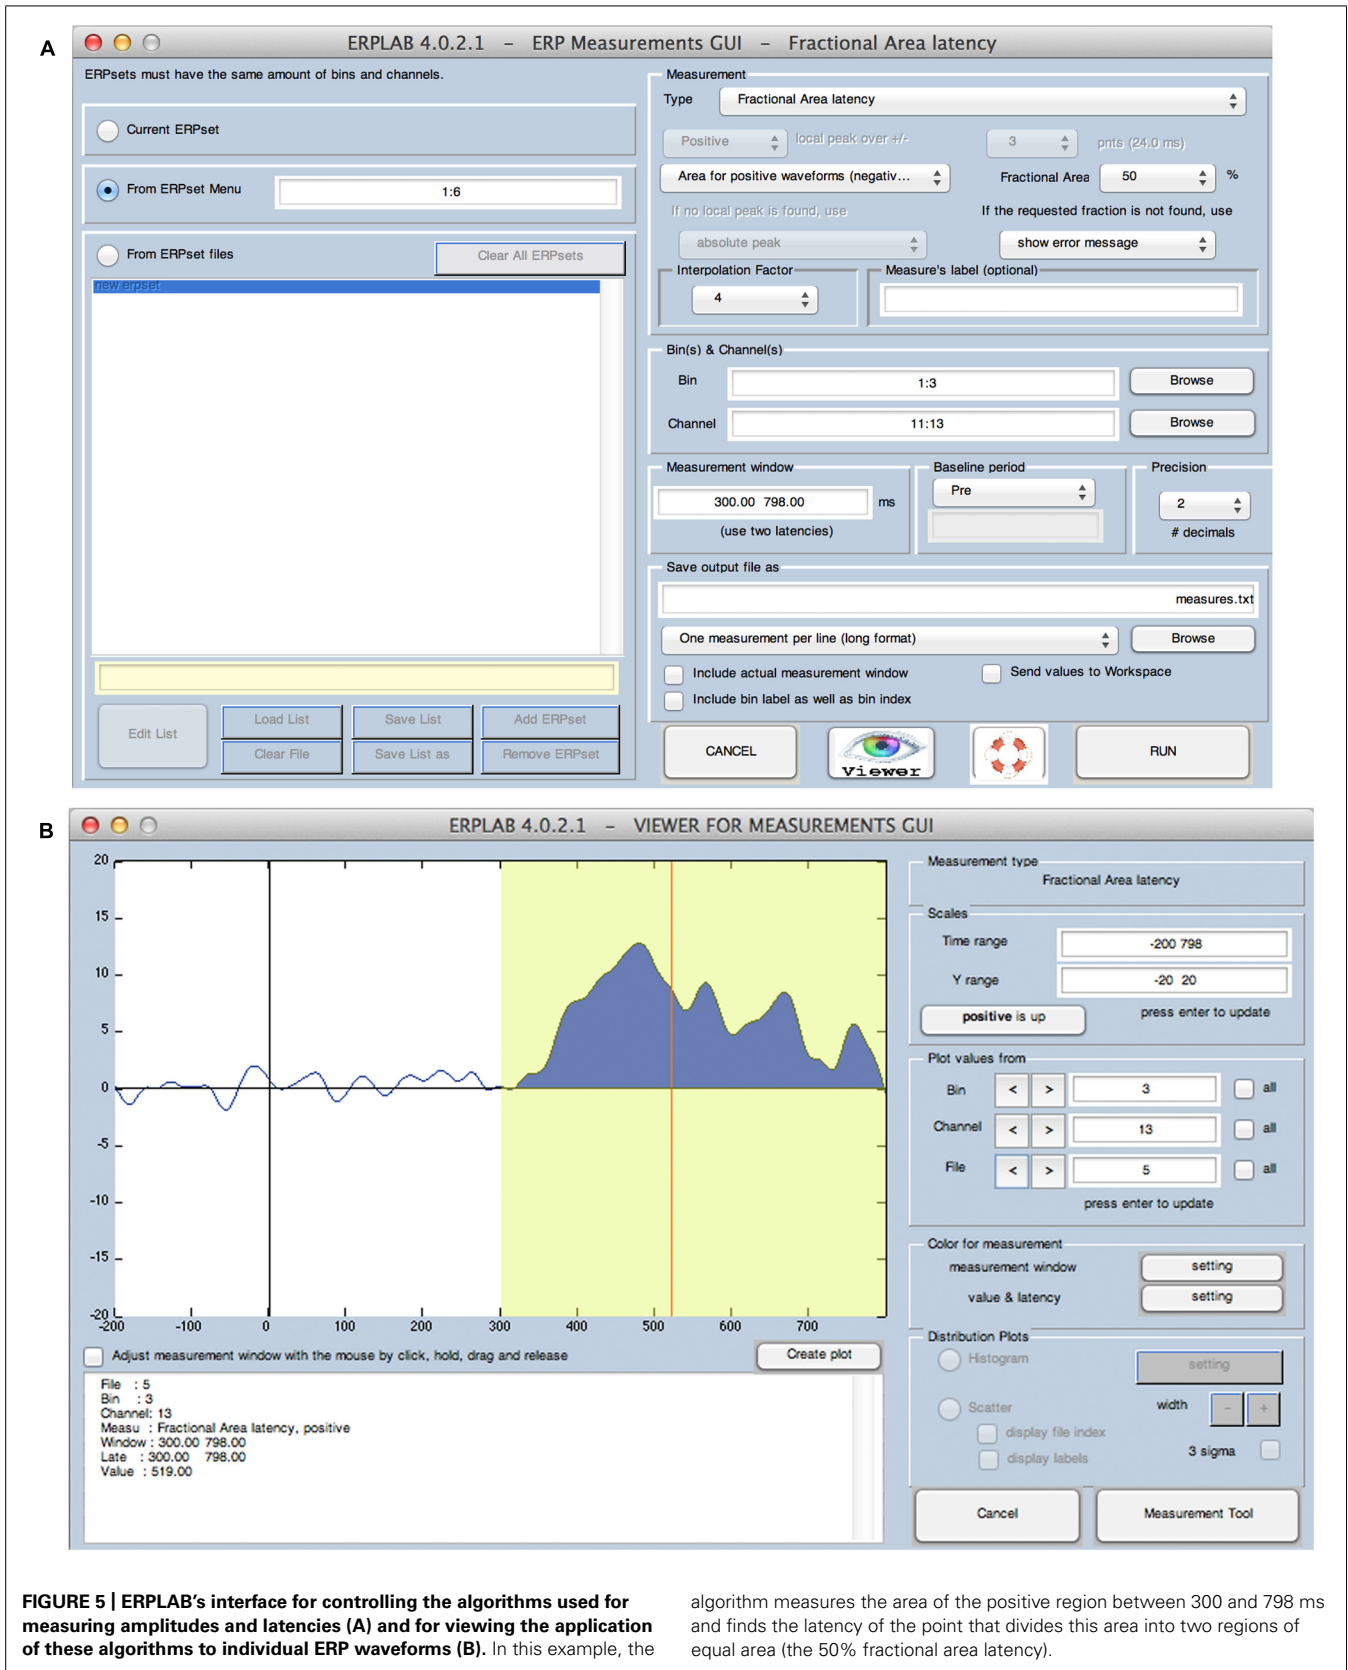 A
ERPLAB 4.0.2.1 - ERP Measurements GUI - Fractional Area latency
ERPsets must have the same amount of bins and channels.
Current ERPset
From ERPset Menu
1:6
From ERPset files
Clear All ERPsets
new erpset
Edit List
Load List
Save List
Add ERPset
Clear File
Save List as
Remove ERPset
Measurement
Type
Fractional Area latency
Positive
local peak over +/-
3
pnts (24.0 ms)
Area for positive waveforms (negativ...
Fractional Area
50
%
If no local peak is found, use
If the requested fraction is not found, use
absolute peak
show error message
Interpolation Factor
4
Measure's label (optional)
Bin(s) & Channel(s)
Bin
1:3
Browse
Channel
11:13
Browse
Measurement window
300.00 798.00
ms
(use two latencies)
Baseline period
Pre
Precision
2
# decimals
Save output file as
measures.txt
One measurement per line (long format)
Browse
Include actual measurement window
Send values to Workspace
Include bin label as well as bin index
CANCEL
Viewer
RUN
B
ERPLAB 4.0.2.1 - VIEWER FOR MEASUREMENTS GUI
20
15
10
5
0
-5
-10
-15
-20
-200
-100
0
100
200
300
400
500
600
700
Adjust measurement window with the mouse by click, hold, drag and release
Create plot
File : 5
Bin : 3
Channel: 13
Measu : Fractional Area latency, positive
Window : 300.00 798.00
Late : 300.00 798.00
Value : 519.00
Measurement type
Fractional Area latency
Scales
Time range
-200 798
Y range
-20 20
positive is up
press enter to update
Plot values from
Bin
<
>
3
all
Channel
<
>
13
all
File
<
>
5
all
press enter to update
Color for measurement
measurement window
setting
value & latency
setting
Distribution Plots
Histogram
setting
Scatter
width
-
+
display file index
display labels
3 sigma
Cancel
Measurement Tool
FIGURE 5 | ERPLAB's interface for controlling the algorithms used for
measuring amplitudes and latencies (A) and for viewing the application
of these algorithms to individual ERP waveforms (B). In this example, the
algorithm measures the area of the positive region between 300 and 798 ms
and finds the latency of the point that divides this area into two regions of
equal area (the 50% fractional area latency).